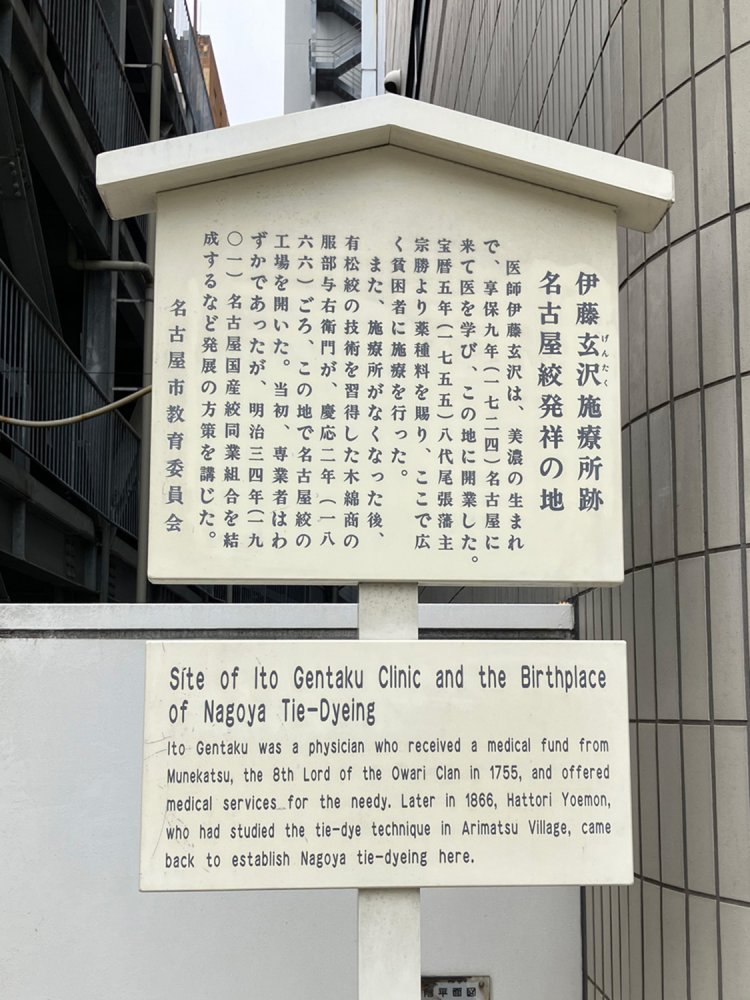 伊藤玄沢施療所跡
げんたく
名古屋絞発祥の地
医師伊藤玄沢は、美濃の生まれ
で、享保九年(一七二四)名古屋に
来て医を学び、この地に開業した。
宝暦五年(一七五五)八代尾張藩主
宗勝より薬種料を賜り、ここで広
く貧困者に施療を行った。
また、施療所がなくなった後、
有松絞の技術を習得した木綿商の
服部与右衛門が、慶応二年(一八
六六)ごろ、この地で名古屋絞の
工場を開いた。当初、専業者はわ
ずかであったが、明治三四年(一九
〇一)名古屋国産絞同業組合を結
成するなど発展の方策を講じた。
名古屋市教育委員会
Site of Ito Gentaku Clinic and the Birthplace
of Nagoya Tie-Dyeing
Ito Gentaku was a physician who received a medical fund from
Munekatsu, the 8th Lord of the Owari Clan in 1755, and offered
medical services for the needy. Later in 1866, Hattori Yoemon,
who had studied the tie-dye technique in Arimatsu Village, came
back to establish Nagoya tie-dyeing here.
階平面図